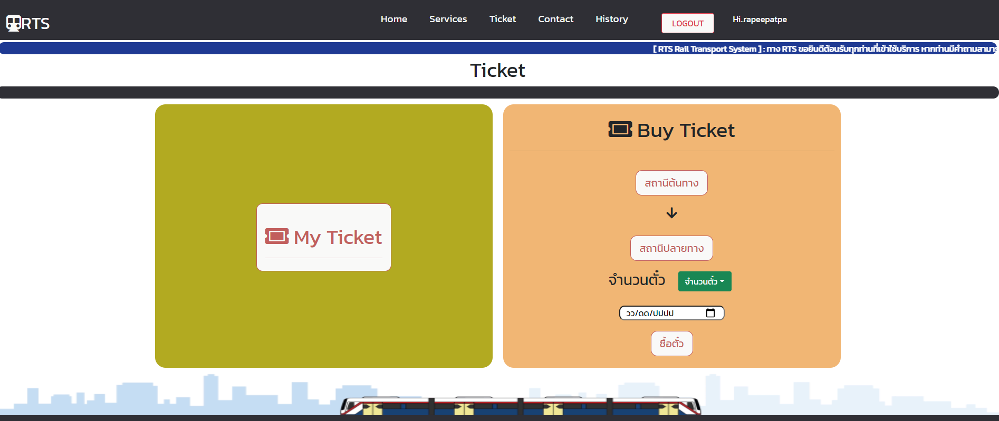 RTS
Home Services Ticket Contact History LOGOUT Hi..rapeepatpe
[ RTS Rail Transport System ] : ทาง RTS ขอยินดีต้อนรับทุกท่านที่เข้าใช้บริการ หากท่านมีคำถามสามาร
Ticket
My Ticket
Buy Ticket
สถานีต้นทาง
สถานีปลายทาง
จำนวนตั๋ว จำนวนตั๋ว
วว/ดด/ปปปป
ซื้อตั๋ว